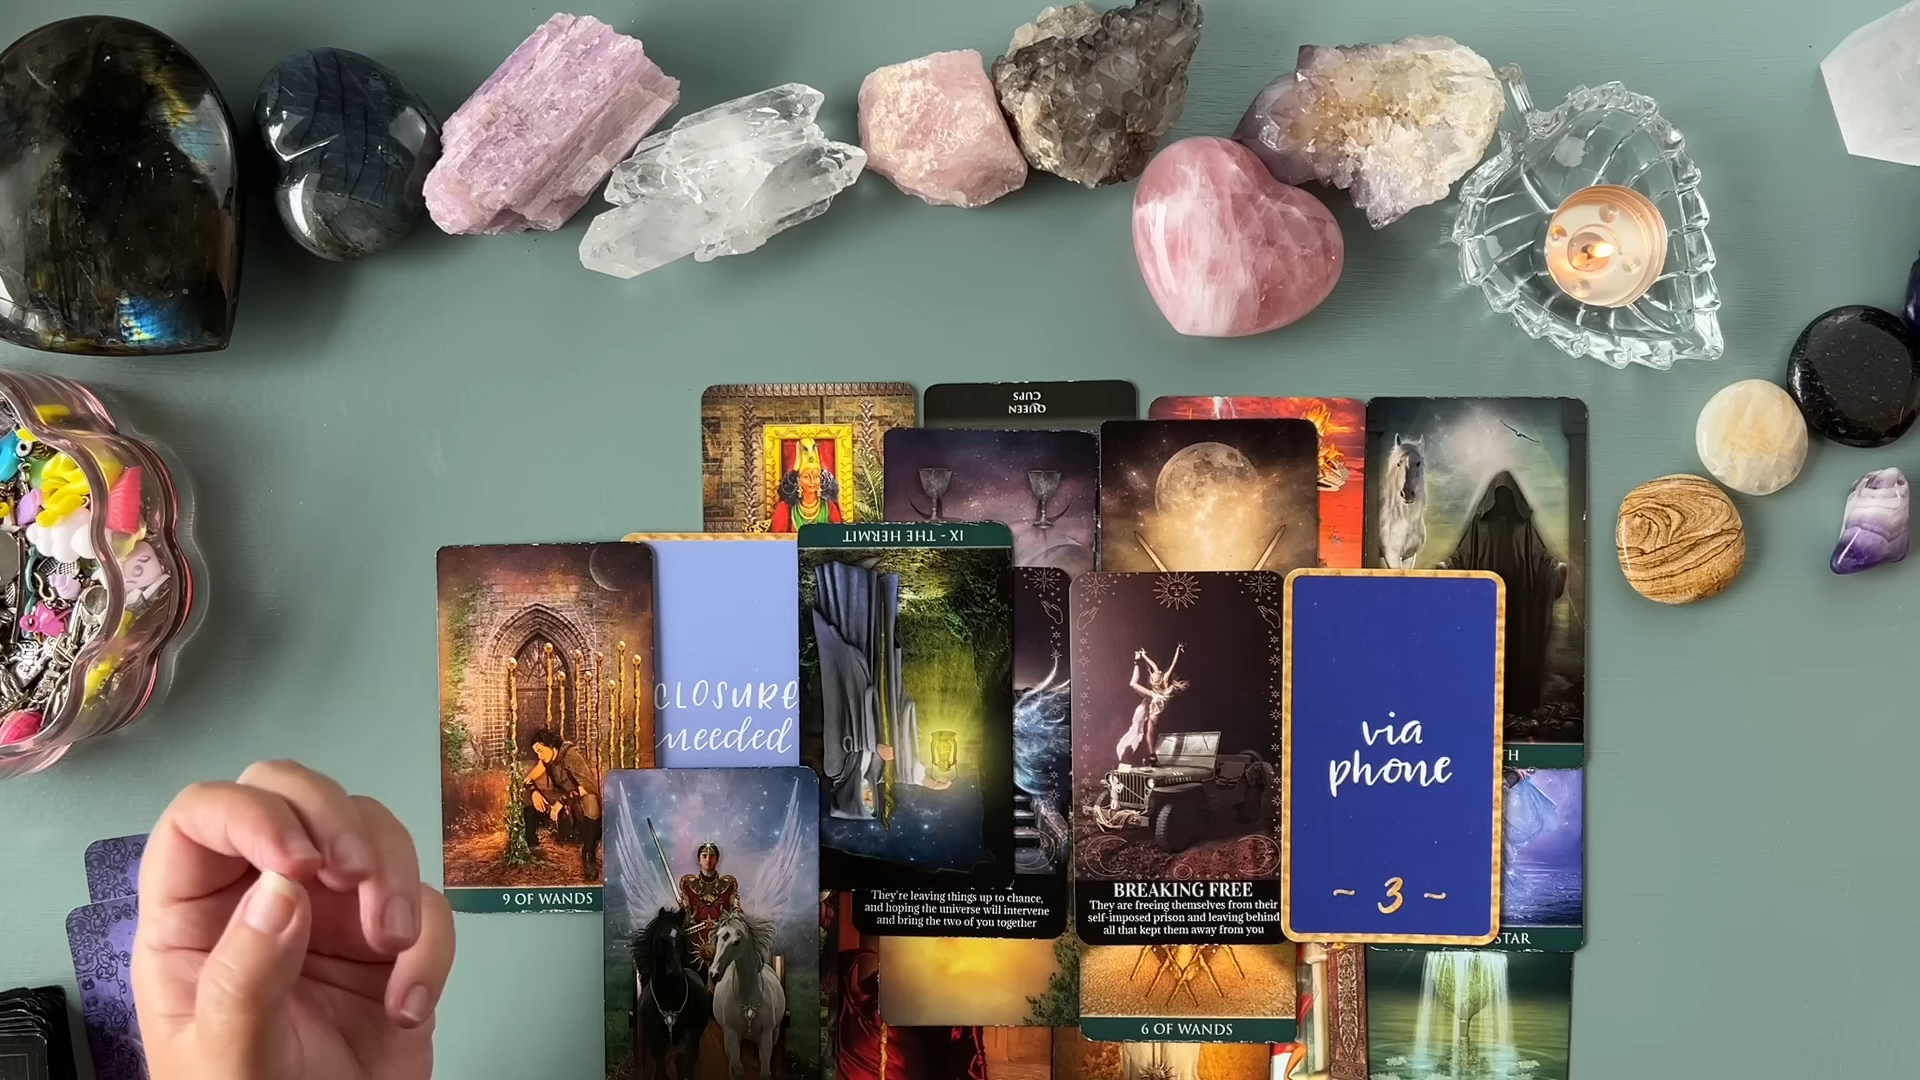 QUEEN
CUPS
IX - THE HERMIT
CLOSURE
needed
via
phone
~ 3 ~
9 OF WANDS
They're leaving things up to chance,
and hoping the universe will intervene
and bring the two of you together
BREAKING FREE
They are freeing themselves from their
self-imposed prison and leaving behind
all that kept them away from you
STAR
6 OF WANDS